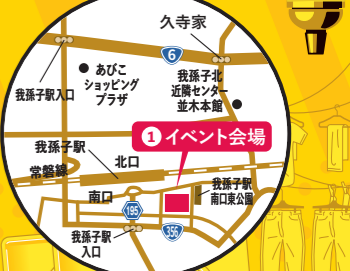 久寺家
6
我孫子駅入口
あびこ
ショッピング
プラザ
我孫子北
近隣センター
並木本館
1 イベント会場
我孫子駅
北口
常磐線
南口
我孫子駅
南口東公園
195
我孫子駅
入口
356